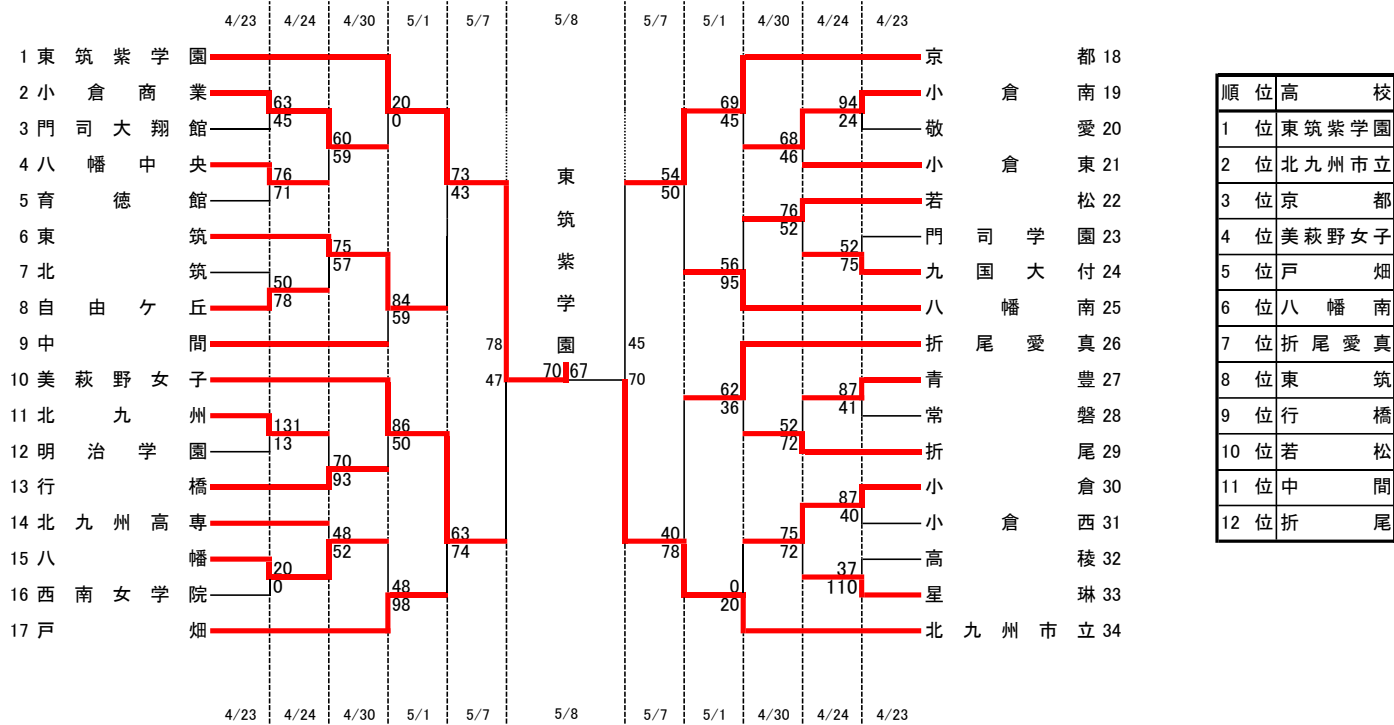 4/23 4/24 4/30 5/1 5/7 5/8 5/7 5/1 4/30 4/24 4/23
1 東筑紫学園 京都 18
2 小倉商業 小倉南 19
順位 高校
63 20 69 94
3 門司大翔館 敬愛 20
45 0 45 24
1位 東筑紫学園
60 68
59 46
4 八幡中央 小倉東 21
2位 北九州市立
76 73 東 54
71 43 50
5 育徳館 若松 22
3位 京都
筑 76
52
6 東筑 門司学園 23
4位 美萩野女子
75 紫 52
57 75
7 北筑 九国大付 24
5位 戸畑
50 学 56
78 95
8 自由ケ丘 八幡南 25
6位 八幡南
84
59
9 中間 折尾愛真 26
7位 折尾愛真
78 園 45
70 67
10 美萩野女子 青豊 27
8位 東筑
47 70
62 87
36 41
11 北九州 常磐 28
9位 行橋
131 86 52
13 50 72
12 明治学園 折尾 29
10位 若松
70
93
13 行橋 小倉 30
11位 中間
87
40
14 北九州高専 小倉西 31
12位 折尾
48 63 40 75
52 74 78 72
15 八幡 高稜 32
20 37
0 110
16 西南女学院 星琳 33
48 0
98 20
17 戸畑 北九州市立 34
4/23 4/24 4/30 5/1 5/7 5/8 5/7 5/1 4/30 4/24 4/23